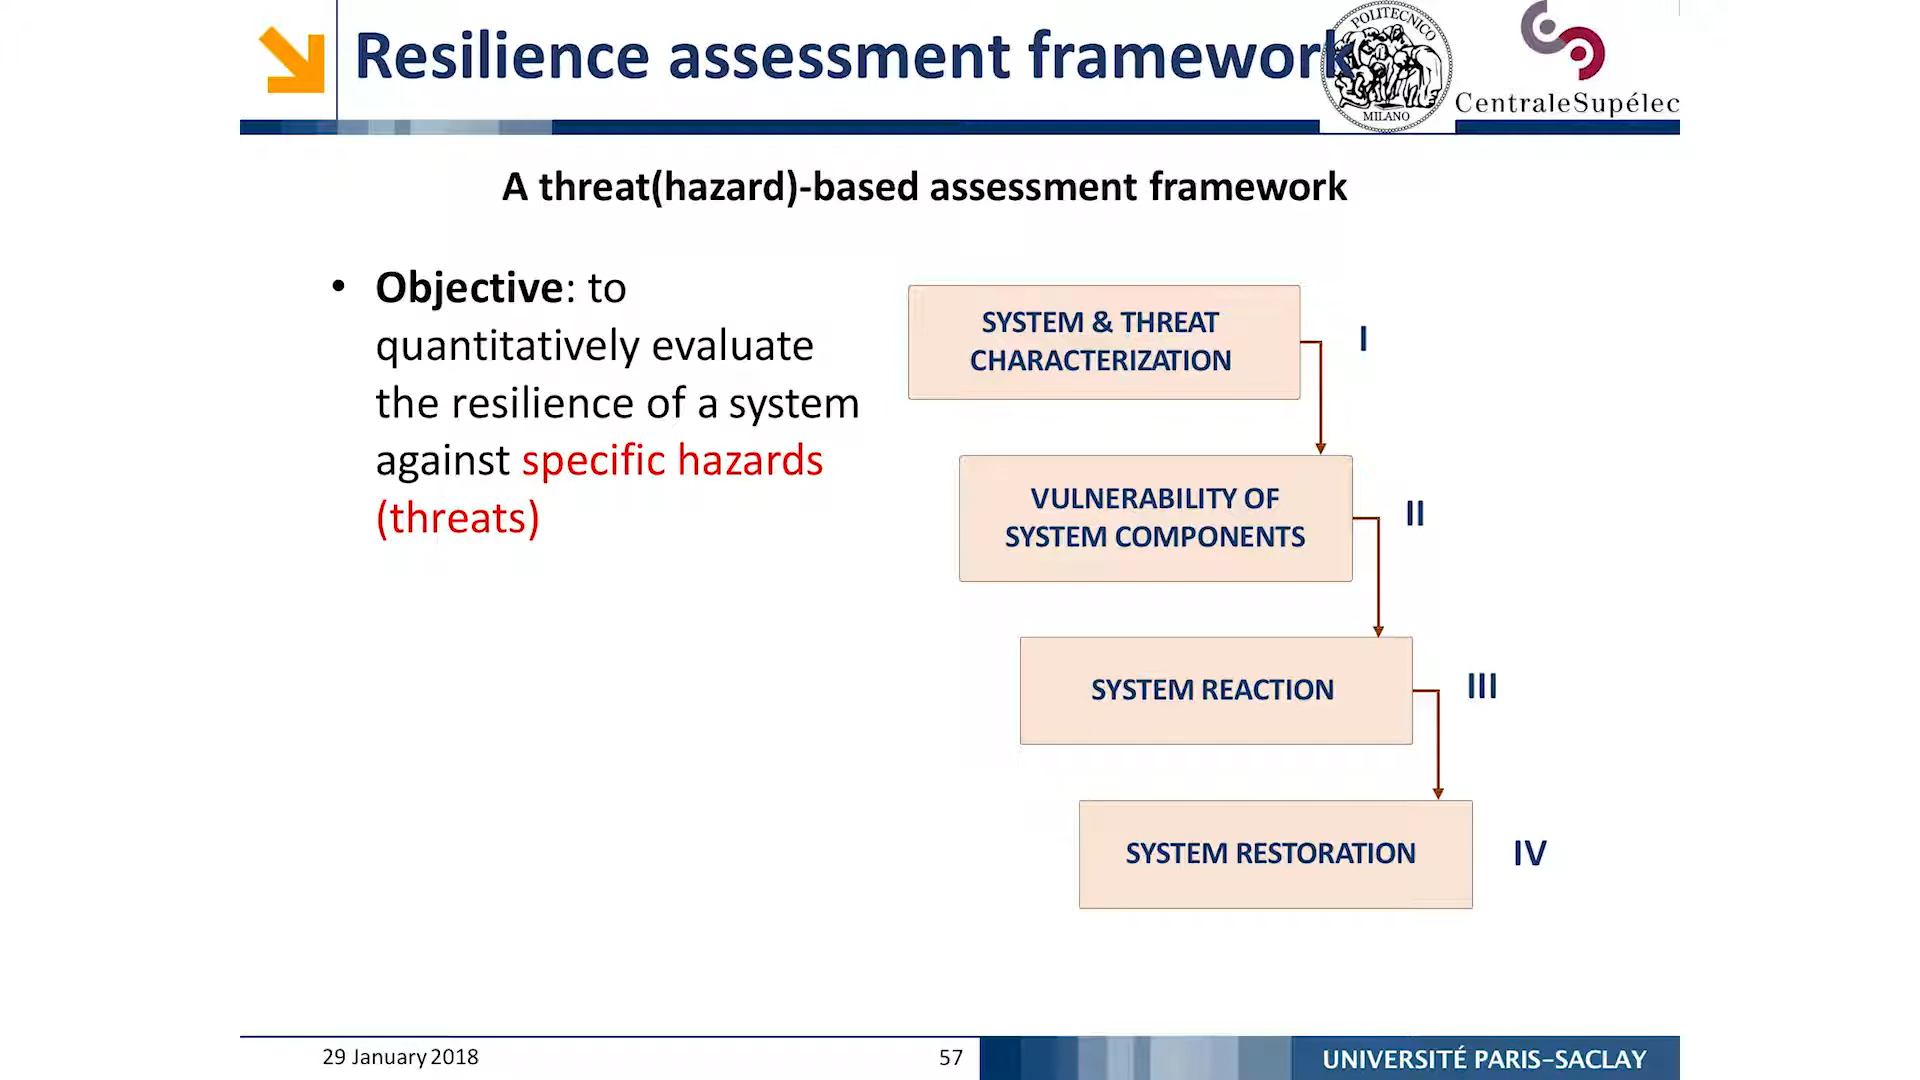 Resilience assessment framework
POLITECNICO
MILANO
CentraleSupélec
A threat(hazard)-based assessment framework
• Objective: to
quantitatively evaluate
the resilience of a system
against specific hazards
(threats)
SYSTEM & THREAT
CHARACTERIZATION
I
VULNERABILITY OF
SYSTEM COMPONENTS
II
SYSTEM REACTION
III
SYSTEM RESTORATION
IV
29 January 2018
57
UNIVERSITÉ PARIS–SACLAY